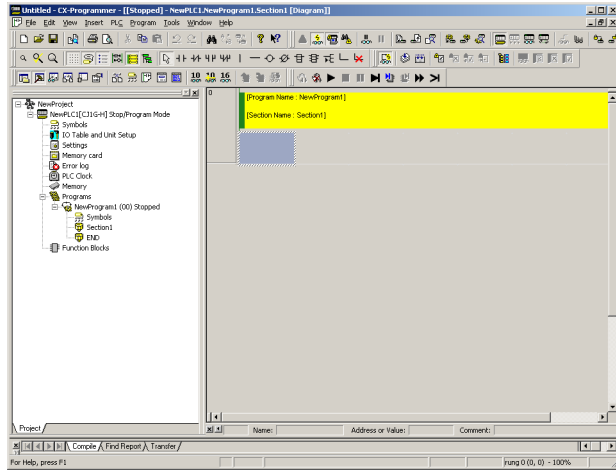 Untitled - CX-Programmer - [[Stopped] - NewPLC1.NewProgram1.Section1 [Diagram]]
File Edit View Insert PLC Program Tools Window Help
10 10 16
NewProject
NewPLC1[CJ1G-H] Stop/Program Mode
Symbols
IO Table and Unit Setup
Settings
Memory card
Error log
PLC Clock
Memory
Programs
NewProgram1 (00) Stopped
Symbols
Section1
END
Function Blocks
Project
0
[Program Name : NewProgram1]
[Section Name : Section1]
Name: Address or Value: Comment:
Compile Find Report Transfer
For Help, press F1
rung 0 (0, 0) - 100%